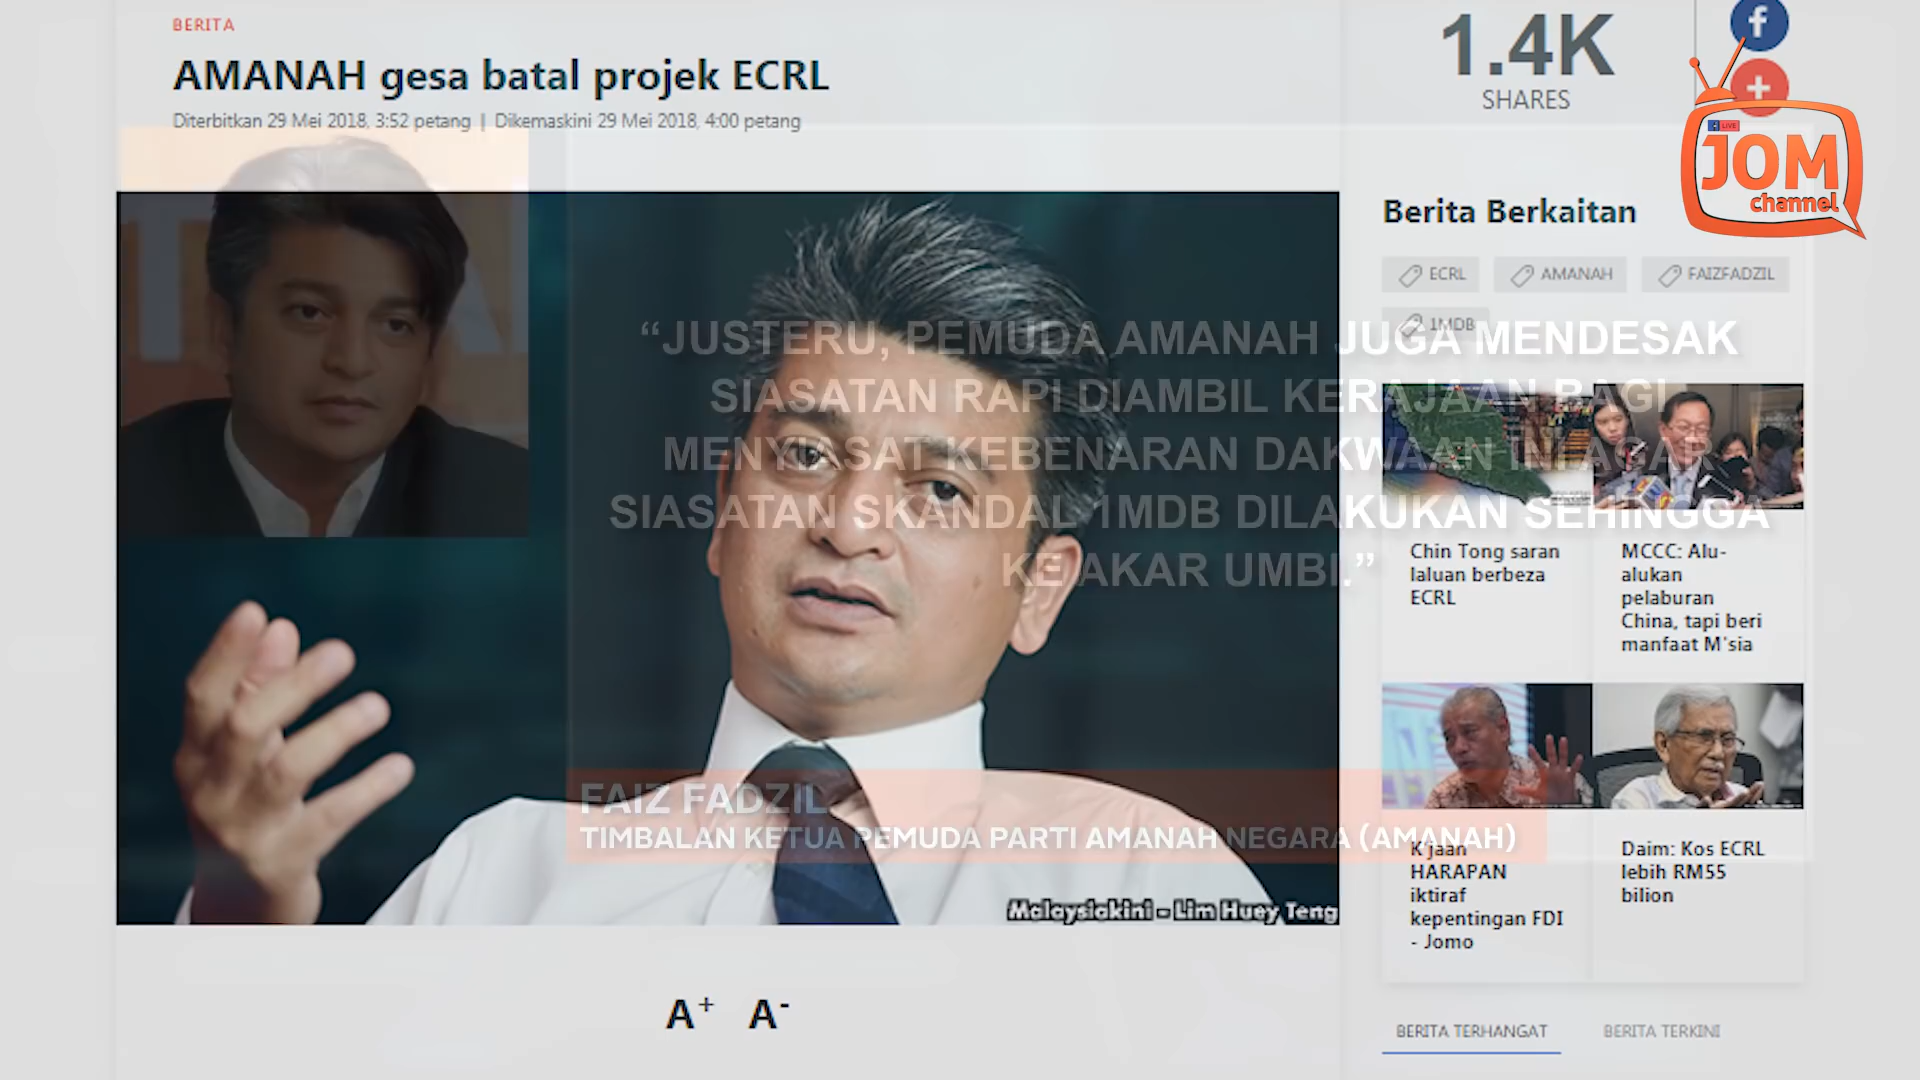 BERITA
AMANAH gesa batal projek ECRL
Diterbitkan 29 Mei 2018, 3:52 petang | Dikemaskini 29 Mei 2018, 4:00 petang
1.4K
SHARES
f
+
LIVE
JOM
channel
Berita Berkaitan
ECRL
AMANAH
FAIZFADZIL
1MDB
“JUSTERU, PEMUDA AMANAH JUGA MENDESAK
SIASATAN RAPI DIAMBIL KERAJAAN BAGI
MENYIASAT KEBENARAN DAKWAAN INI AGAR
SIASATAN SKANDAL 1MDB DILAKUKAN SEHINGGA
KE AKAR UMBI.”
Chin Tong saran
laluan berbeza
ECRL
MCCC: Alu-
alukan
pelaburan
China, tapi beri
manfaat M'sia
FAIZ FADZIL
TIMBALAN KETUA PEMUDA PARTI AMANAH NEGARA (AMANAH)
K'jaan
HARAPAN
iktiraf
kepentingan FDI
- Jomo
Daim: Kos ECRL
lebih RM55
bilion
Malaysiakini - Lim Huey Teng
A+ A-
BERITA TERHANGAT
BERITA TERKINI